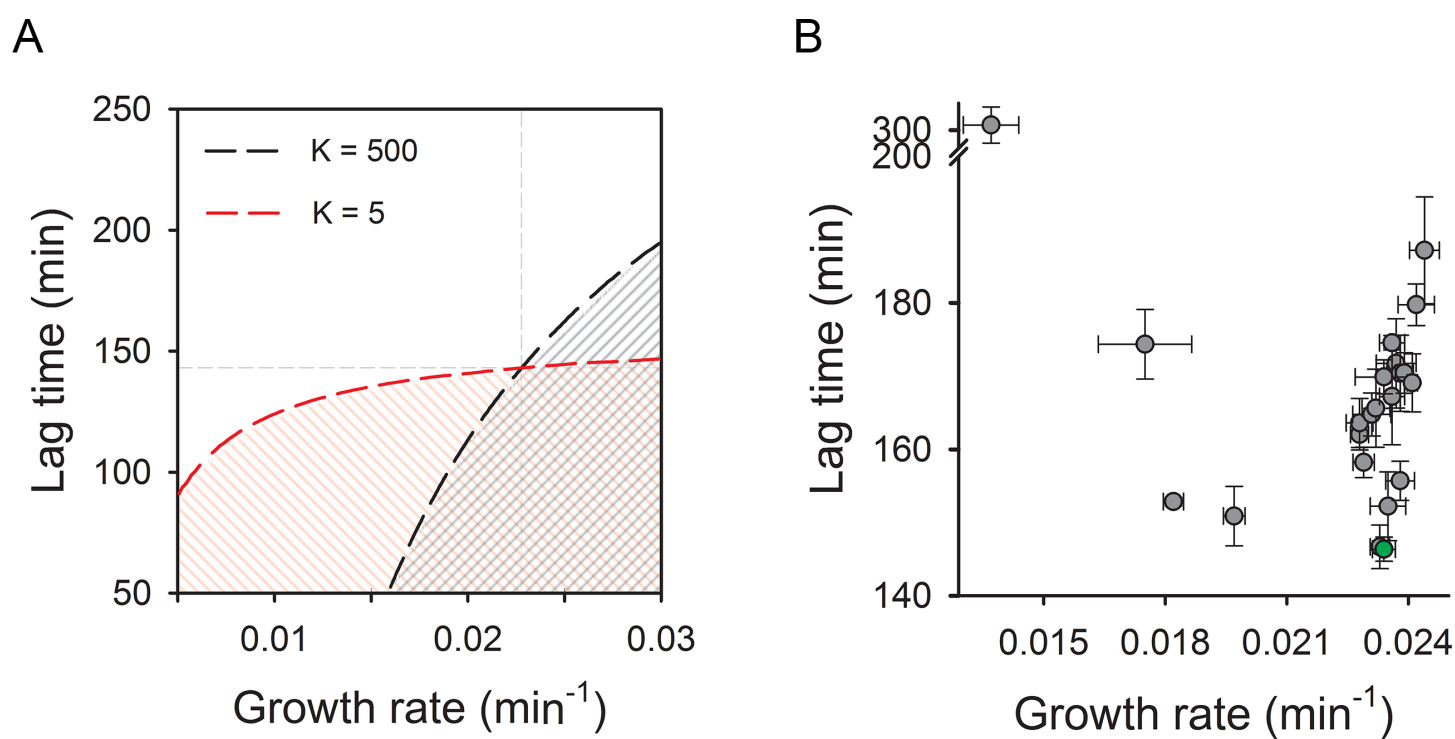 A
250
200
150
100
50
Lag time (min)
K = 500
K = 5
0.01
0.02
0.03
Growth rate (min-1)
B
300
200
180
160
140
Lag time (min)
0.015
0.018
0.021
0.024
Growth rate (min-1)